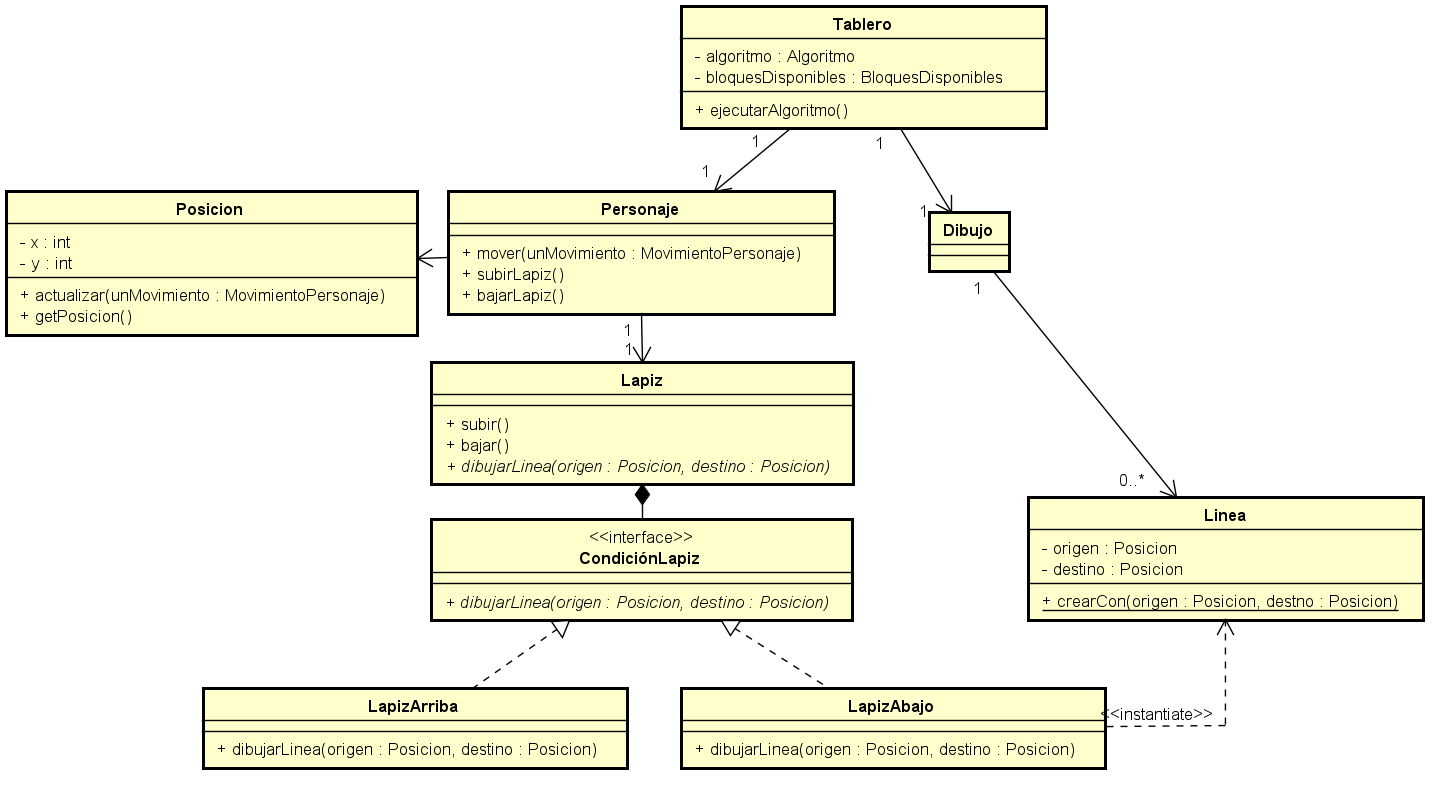 Tablero
- algoritmo : Algoritmo
- bloquesDisponibles : BloquesDisponibles
+ ejecutarAlgoritmo()
1
1
1
1
Posicion
- x : int
- y : int
+ actualizar(unMovimiento : MovimientoPersonaje)
+ getPosicion()
Personaje
+ mover(unMovimiento : MovimientoPersonaje)
+ subirLapiz()
+ bajarLapiz()
Dibujo
1
1
1
0..*
Lapiz
+ subir()
+ bajar()
+ dibujarLinea(origen : Posicion, destino : Posicion)
<<interface>>
CondiciónLapiz
+ dibujarLinea(origen : Posicion, destino : Posicion)
Linea
- origen : Posicion
- destino : Posicion
+ crearCon(origen : Posicion, destno : Posicion)
LapizArriba
+ dibujarLinea(origen : Posicion, destino : Posicion)
LapizAbajo
+ dibujarLinea(origen : Posicion, destino : Posicion)
<<instantiate>>